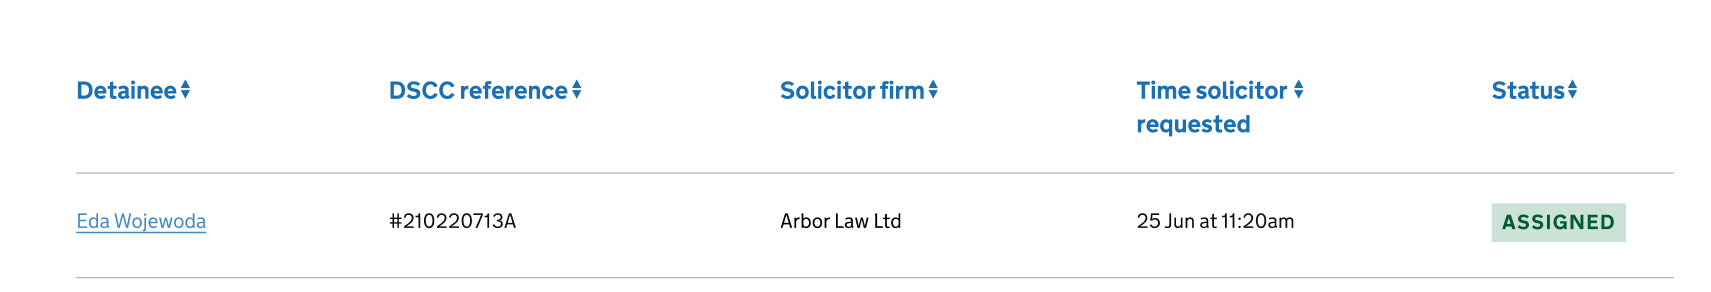 Detainee DSCC reference Solicitor firm Time solicitor requested Status
Eda Wojewoda #210220713A Arbor Law Ltd 25 Jun at 11:20am ASSIGNED